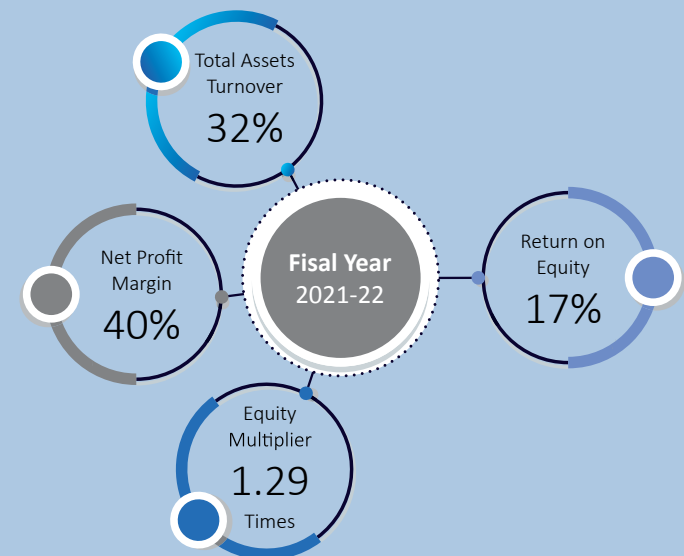 Total Assets
Turnover
32%
Net Profit
Margin
40%
Fisal Year
2021-22
Return on
Equity
17%
Equity
Multiplier
1.29
Times